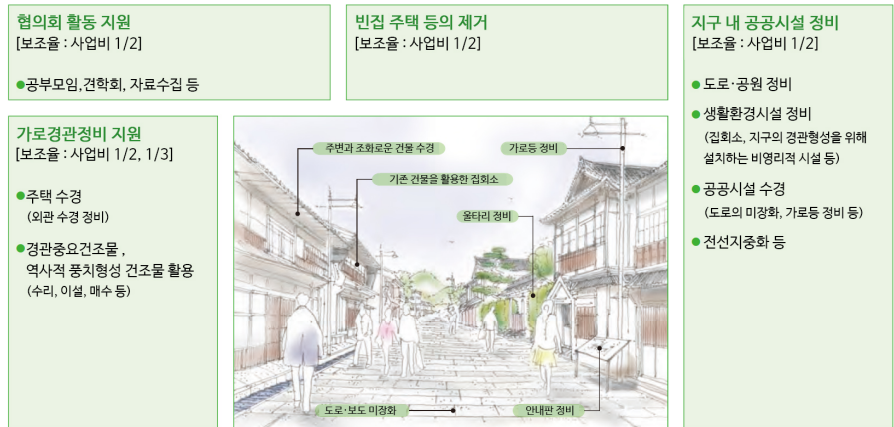 협의회 활동 지원
[보조율 : 사업비 1/2]
●공부모임,견학회, 자료수집 등
빈집 주택 등의 제거
[보조율 : 사업비 1/2]
지구 내 공공시설 정비
[보조율 : 사업비 1/2]
● 도로·공원 정비
● 생활환경시설 정비
(집회소, 지구의 경관형성을 위해
설치하는 비영리적 시설 등)
● 공공시설 수경
(도로의 미장화, 가로등 정비 등)
● 전선지중화 등
가로경관정비 지원
[보조율 : 사업비 1/2, 1/3]
●주택 수경
(외관 수경 정비)
●경관중요건조물 ,
역사적 풍치형성 건조물 활용
(수리, 이설, 매수 등)
주변과 조화로운 건물 수경
가로등 정비
기존 건물을 활용한 집회소
울타리 정비
도로·보도 미장화
안내판 정비